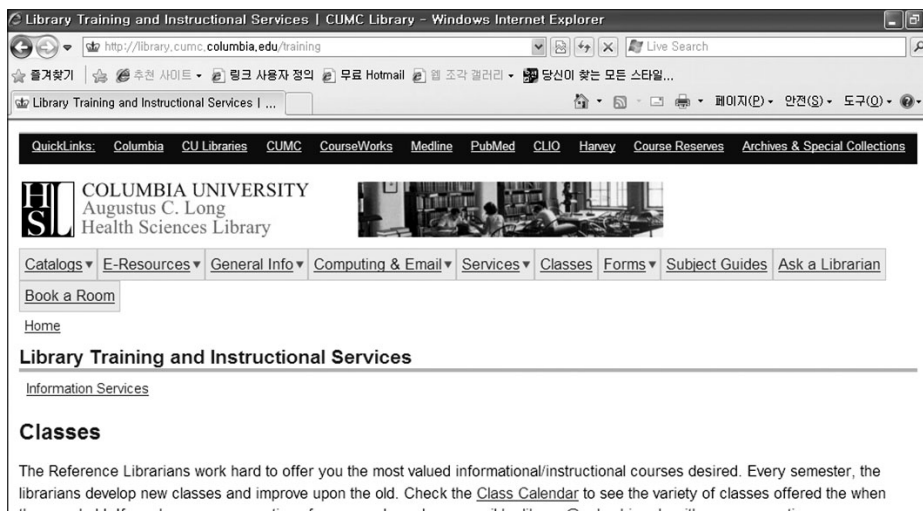 Library Training and Instructional Services | CUMC Library - Windows Internet Explorer
http://library.cumc.columbia.edu/training
Live Search
즐겨찾기 추천 사이트 링크 사용자 정의 무료 Hotmail 웹 조각 갤러리 당신이 찾는 모든 스타일...
Library Training and Instructional Services | ...
페이지(P) 안전(S) 도구(O)
QuickLinks: Columbia CU Libraries CUMC CourseWorks Medline PubMed CLIO Harvey Course Reserves Archives & Special Collections
HSL
COLUMBIA UNIVERSITY
Augustus C. Long
Health Sciences Library
Catalogs E-Resources General Info Computing & Email Services Classes Forms Subject Guides Ask a Librarian
Book a Room
Home
Library Training and Instructional Services
Information Services
Classes
The Reference Librarians work hard to offer you the most valued informational/instructional courses desired. Every semester, the
librarians develop new classes and improve upon the old. Check the Class Calendar to see the variety of classes offered the when